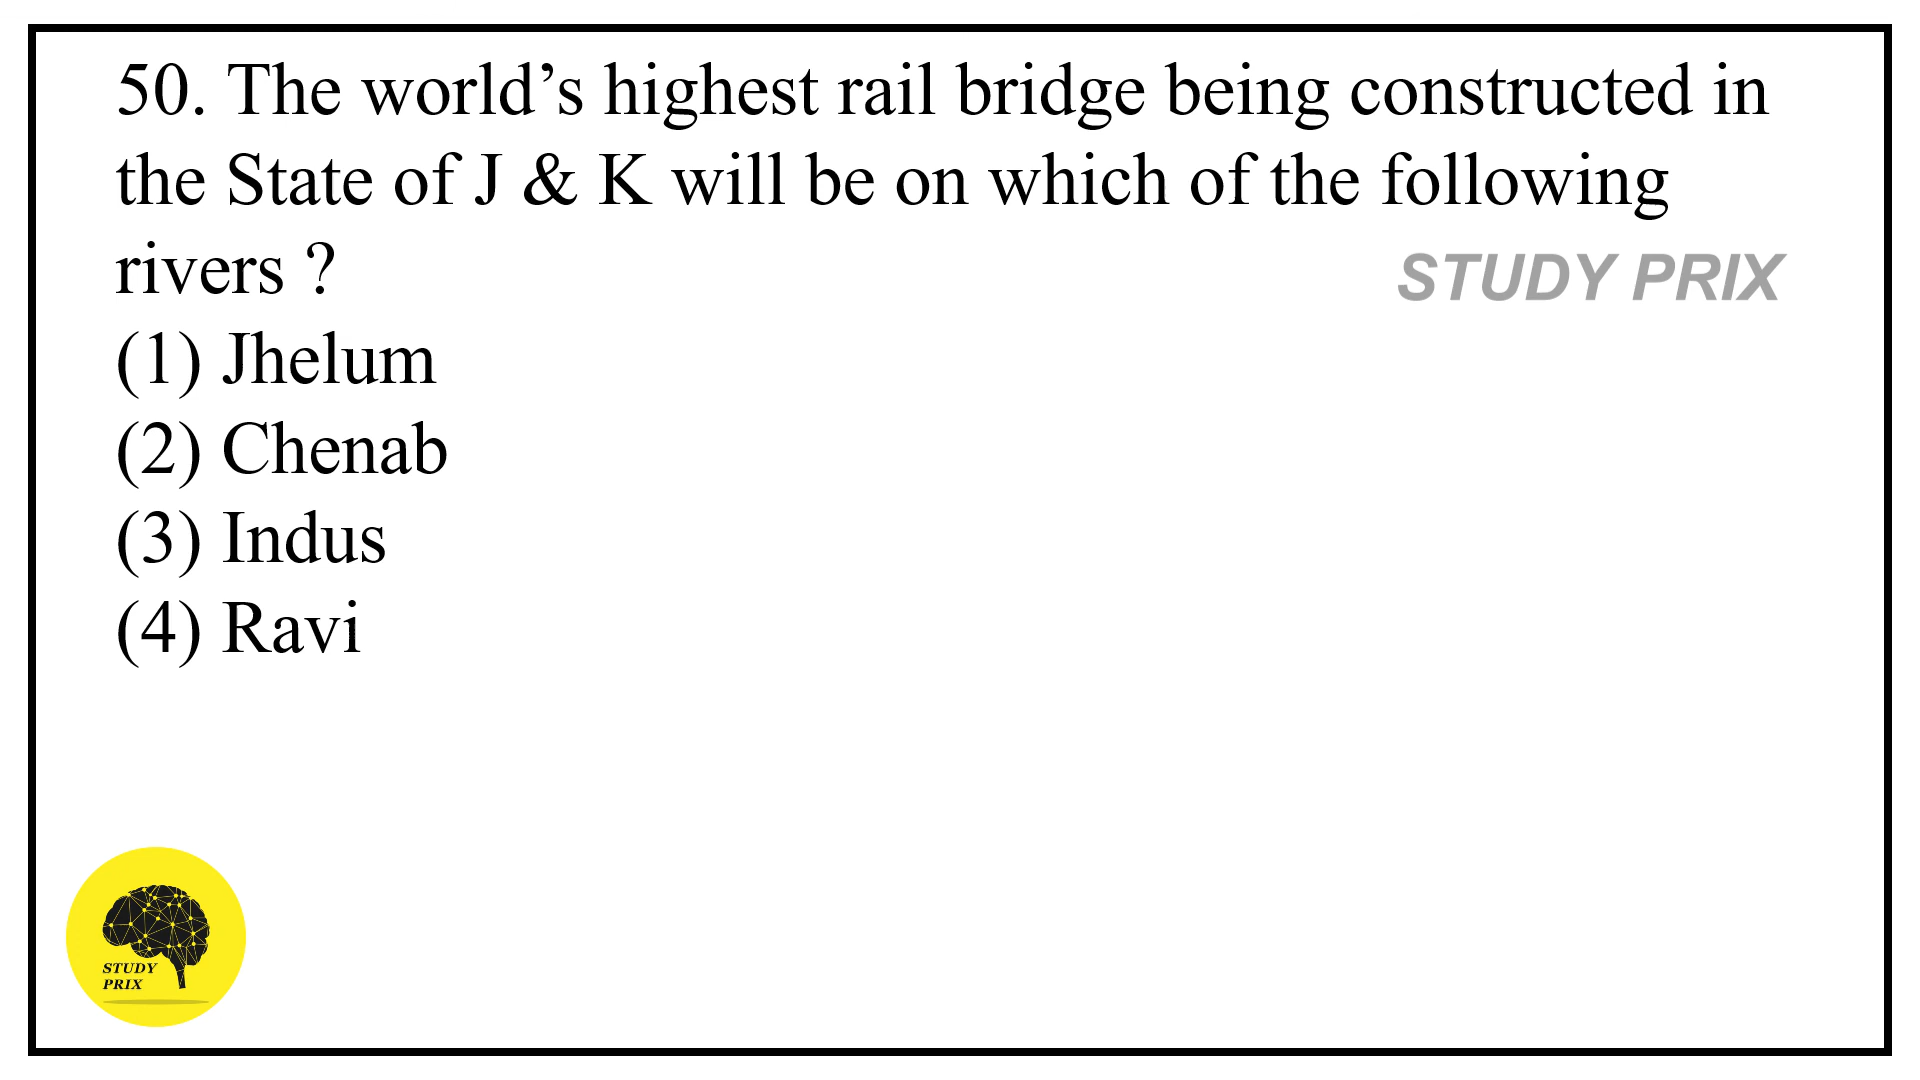 50. The world’s highest rail bridge being constructed in
the State of J & K will be on which of the following
rivers ?
STUDY PRIX
(1) Jhelum
(2) Chenab
(3) Indus
(4) Ravi
STUDY
PRIX